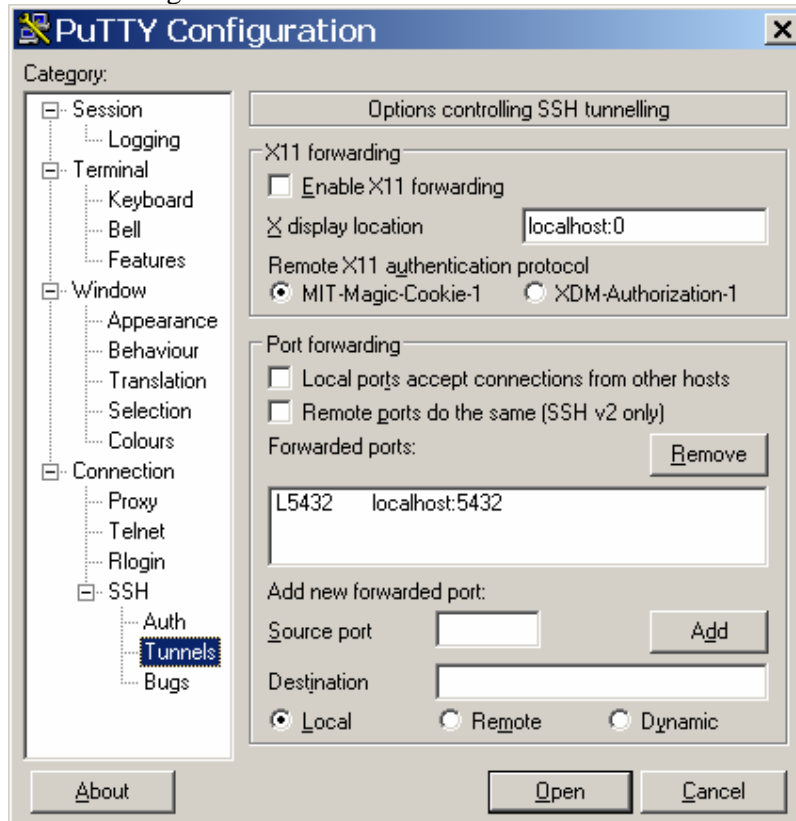 PuTTY Configuration
Category:
Session
Logging
Terminal
Keyboard
Bell
Features
Window
Appearance
Behaviour
Translation
Selection
Colours
Connection
Proxy
Telnet
Rlogin
SSH
Auth
Tunnels
Bugs
Options controlling SSH tunnelling
X11 forwarding
Enable X11 forwarding
X display location localhost:0
Remote X11 authentication protocol
MIT-Magic-Cookie-1 XDM-Authorization-1
Port forwarding
Local ports accept connections from other hosts
Remote ports do the same (SSH v2 only)
Forwarded ports: Remove
L5432 localhost:5432
Add new forwarded port:
Source port Add
Destination
Local Remote Dynamic
About Open Cancel